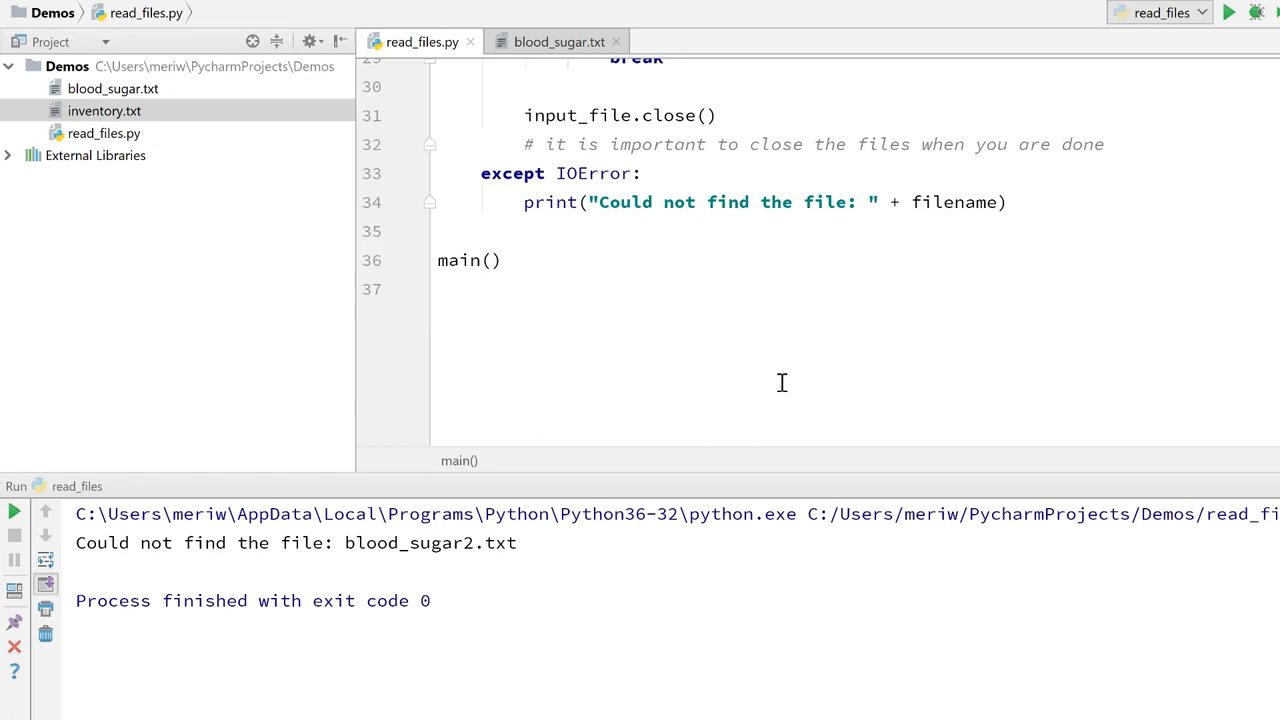 Demos read_files.py read_files
Project
read_files.py blood_sugar.txt
Demos C:\Users\meriw\PycharmProjects\Demos
blood_sugar.txt
inventory.txt
read_files.py
External Libraries
29 break
30
31 input_file.close()
32 # it is important to close the files when you are done
33 except IOError:
34 print("Could not find the file: " + filename)
35
36 main()
37
main()
Run read_files
C:\Users\meriw\AppData\Local\Programs\Python\Python36-32\python.exe C:/Users/meriw/PycharmProjects/Demos/read_fi
Could not find the file: blood_sugar2.txt
Process finished with exit code 0